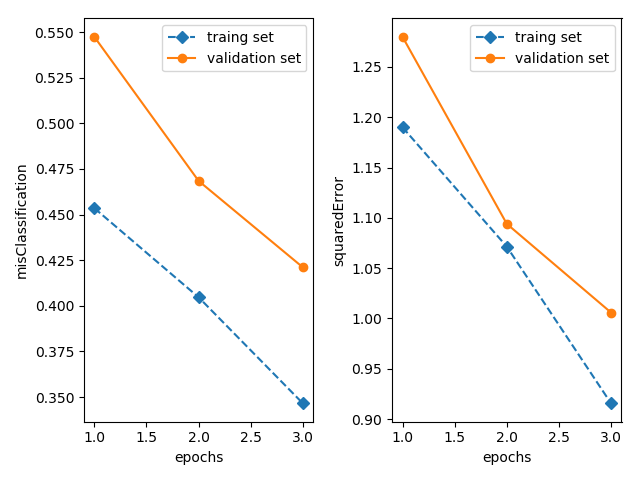 traing set
validation set
0.550
0.525
0.500
0.475
0.450
0.425
0.400
0.375
0.350
misClassification
1.0 1.5 2.0 2.5 3.0
epochs
traing set
validation set
1.25
1.20
1.15
1.10
1.05
1.00
0.95
0.90
squaredError
1.0 1.5 2.0 2.5 3.0
epochs